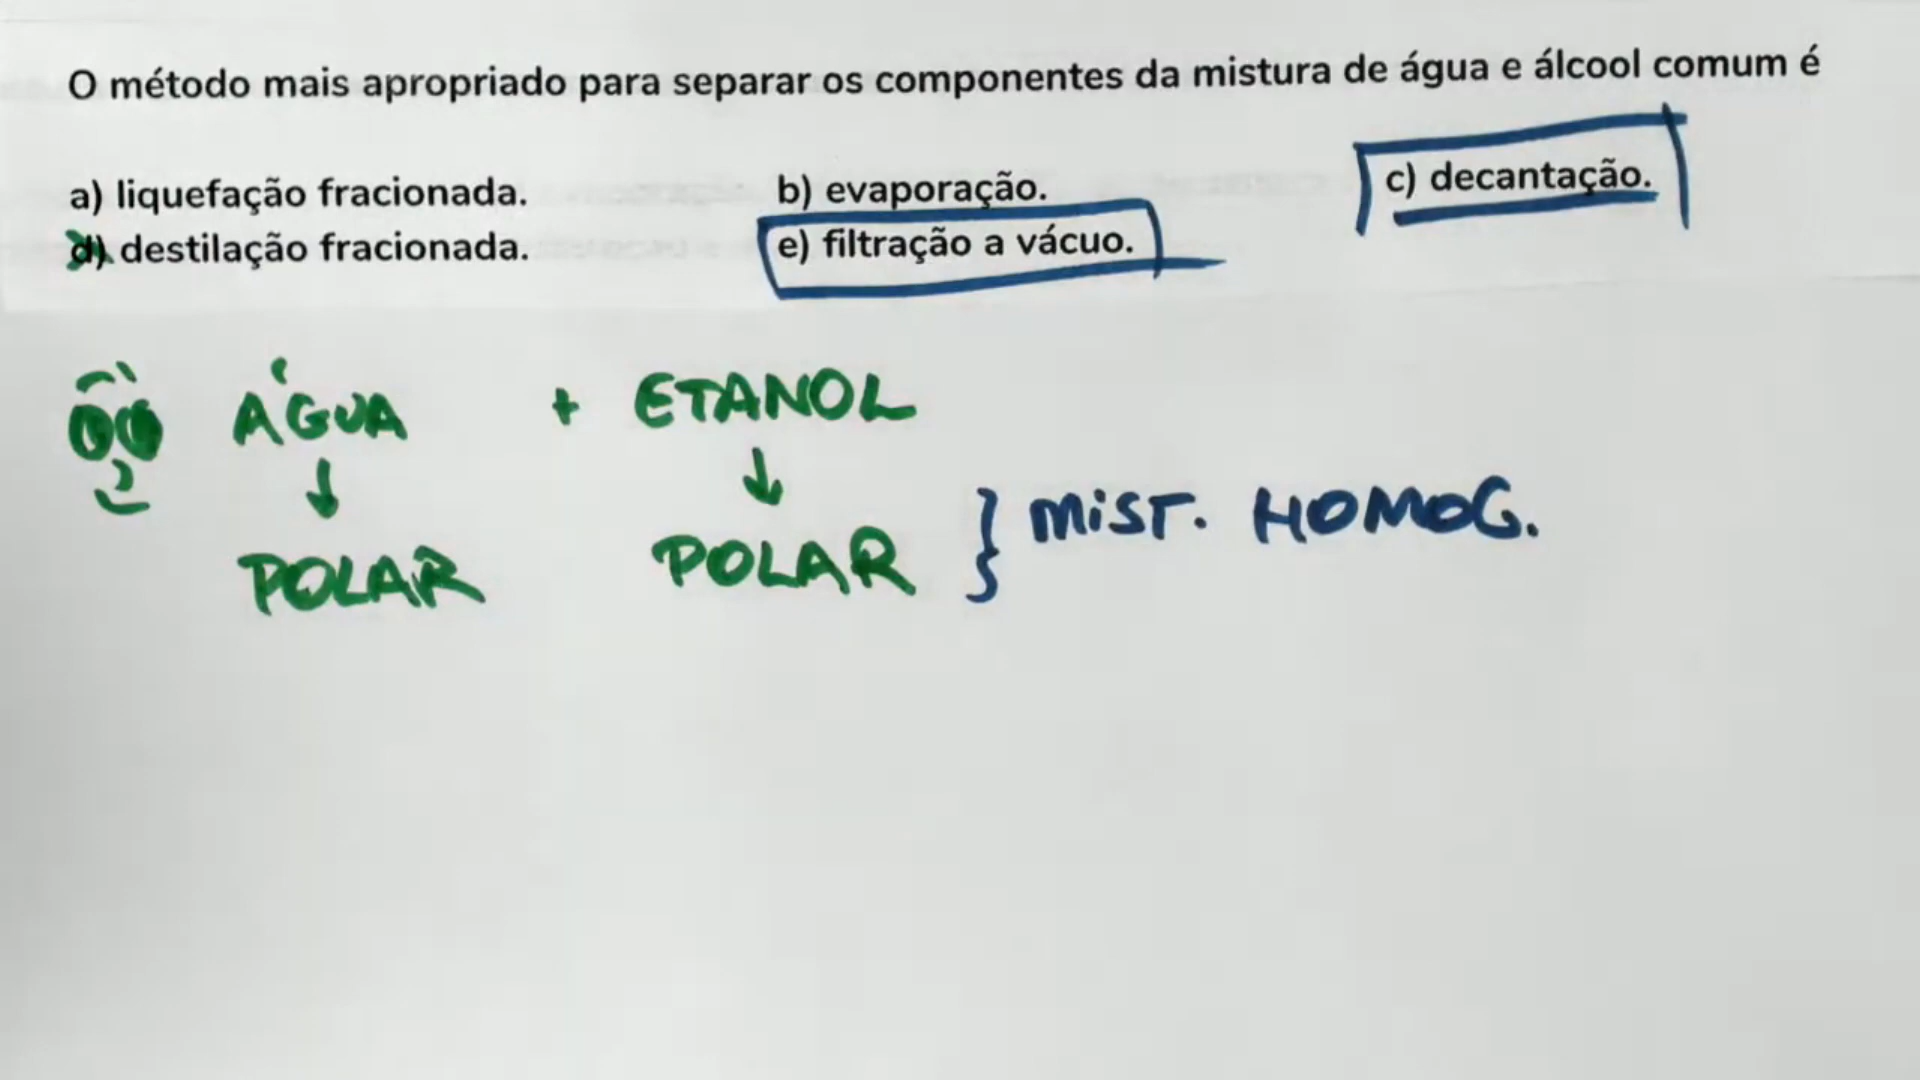 O método mais apropriado para separar os componentes da mistura de água e álcool comum é
a) liquefação fracionada. b) evaporação. c) decantação.
d) destilação fracionada. e) filtração a vácuo.
ÁGUA + ETANOL
POLAR POLAR } MIST. HOMOG.